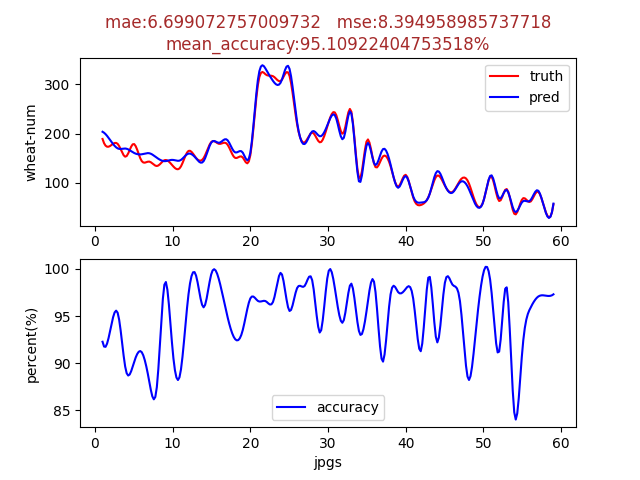 mae:6.699072757009732   mse:8.394958985737718
mean_accuracy:95.10922404753518%
300
200
100
wheat-num
truth
pred
0 10 20 30 40 50 60
100
95
90
85
percent(%)
accuracy
0 10 20 30 40 50 60
jpgs